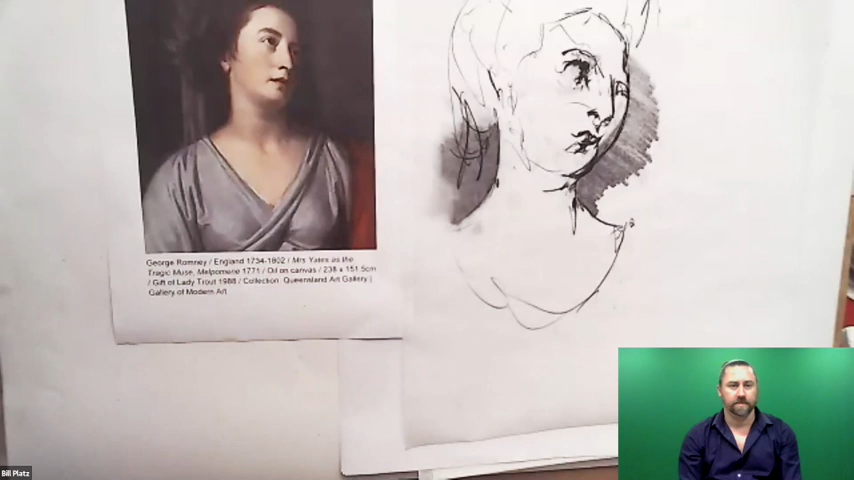 George Romney / England 1734-1802 / Mrs Yates as the
Tragic Muse, Melpomene 1771 / Oil on canvas / 238 x 151.5cm
/ Gift of Lady Trout 1988 / Collection: Queensland Art Gallery |
Gallery of Modern Art
Bill Platz